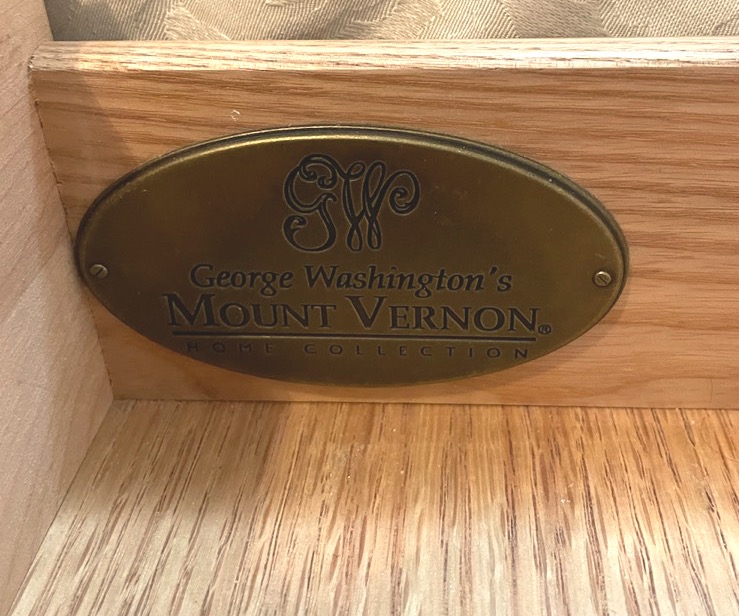 GW
George Washington's
MOUNT VERNON®
HOME COLLECTION